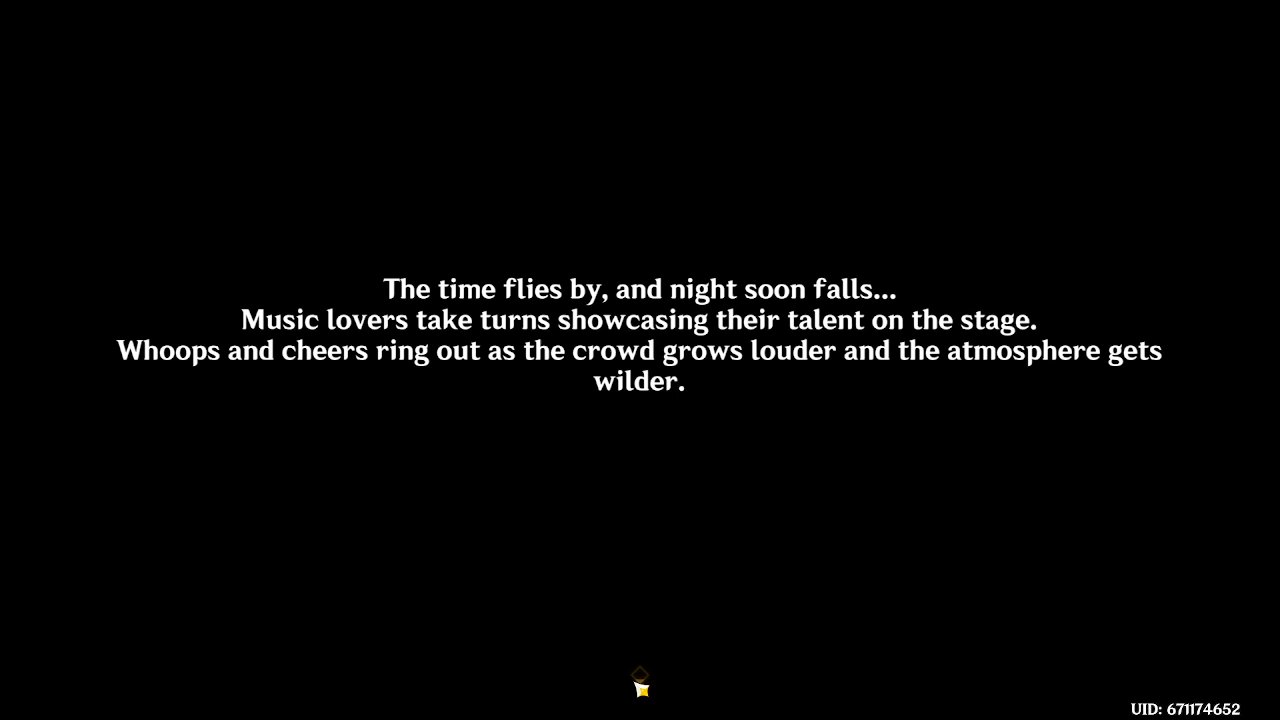 The time flies by, and night soon falls...
Music lovers take turns showcasing their talent on the stage.
Whoops and cheers ring out as the crowd grows louder and the atmosphere gets
wilder.
UID: 671174652